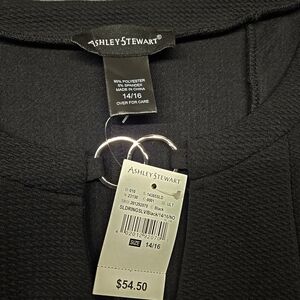 ASHLEY STEWART®
95% POLYESTER
5% SPANDEX
MADE IN CHINA
14/16
OVER FOR CARE
ASHLEY STEWART
Black
SIZE 14/16
$54.50